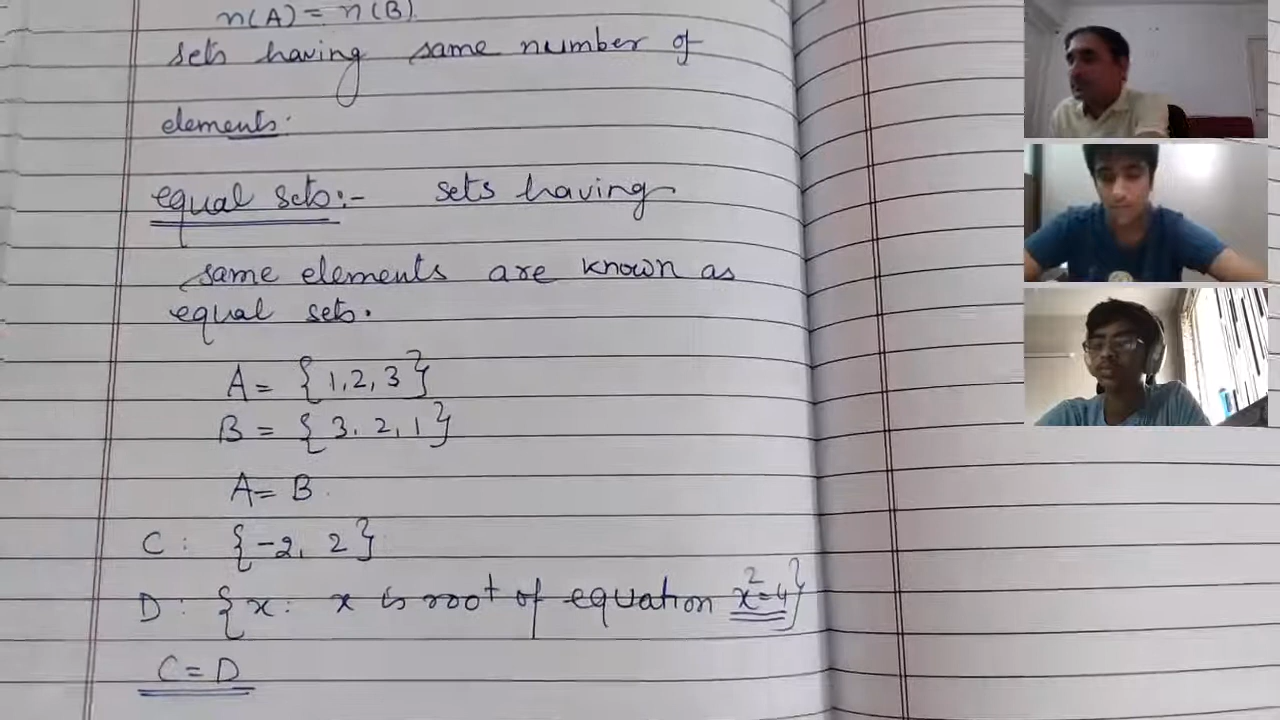 n(A) = n(B).
sets having same number of
elements.
equal sets:- sets having
same elements are known as
equal sets.
A = {1, 2, 3}
B = {3, 2, 1}
A = B.
C : {-2, 2}
D : {x : x is root of equation x²=4}
C = D